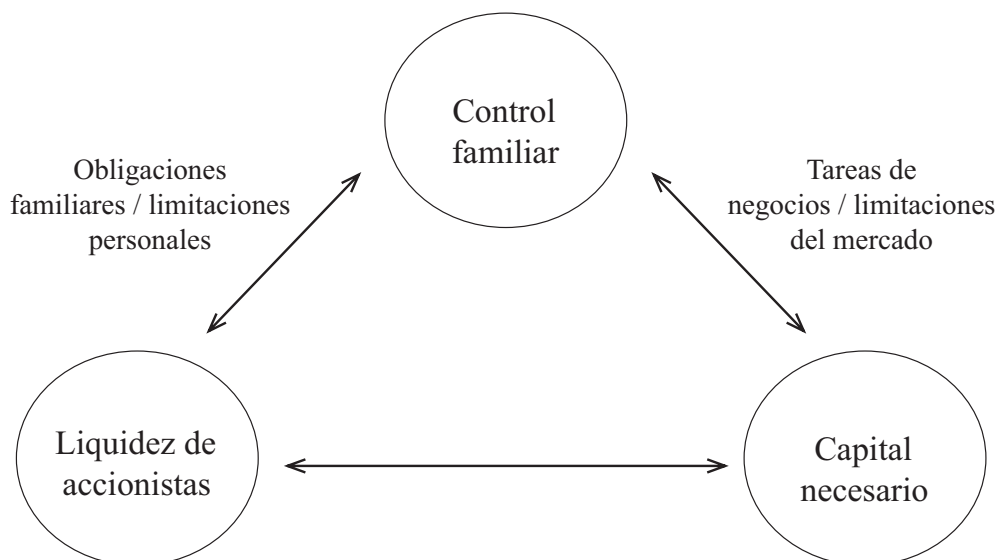 Control
familiar
Obligaciones
familiares / limitaciones
personales
Tareas de
negocios / limitaciones
del mercado
Liquidez de
accionistas
Capital
necesario